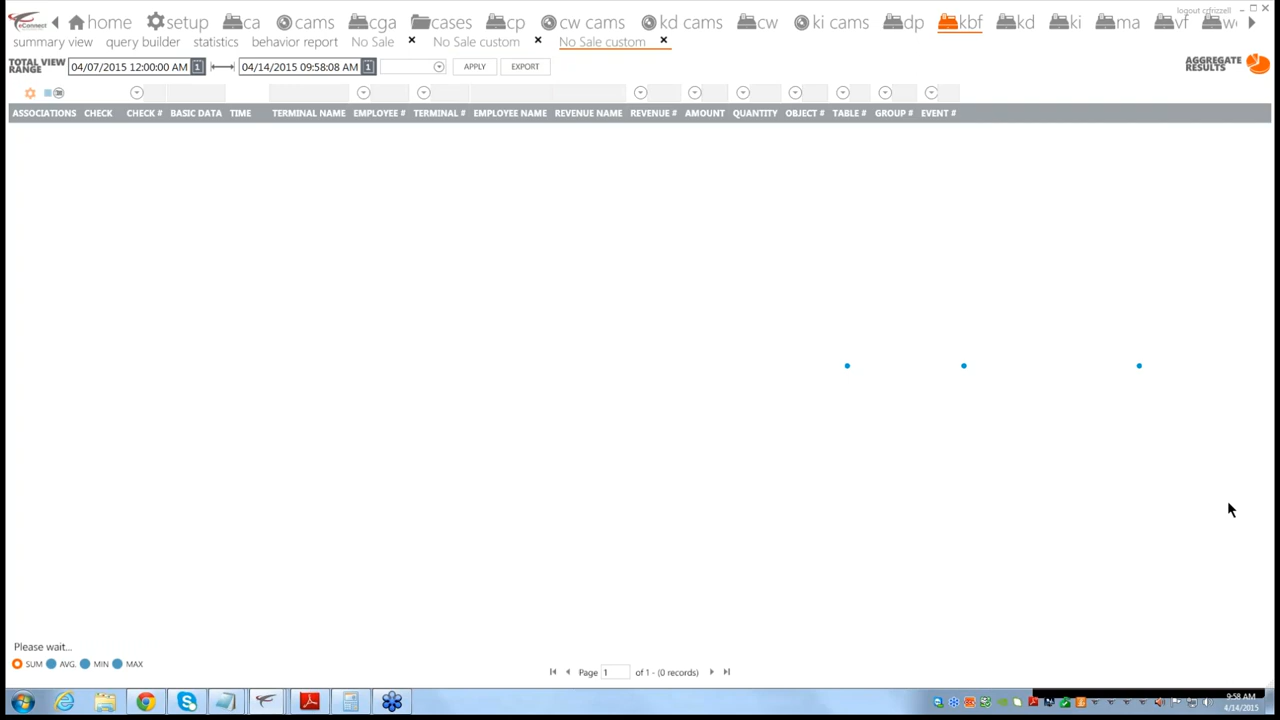 logout crfrizzell
eConnect
home setup ca cams cga cases cp cw cams kd cams cw ki cams dp kbf kd ki ma vf
summary view query builder statistics behavior report No Sale × No Sale custom × No Sale custom ×
TOTAL VIEW
RANGE
04/07/2015 12:00:00 AM 1 04/14/2015 09:58:08 AM 1 APPLY EXPORT
AGGREGATE
RESULTS
ASSOCIATIONS CHECK CHECK # BASIC DATA TIME TERMINAL NAME EMPLOYEE # TERMINAL # EMPLOYEE NAME REVENUE NAME REVENUE # AMOUNT QUANTITY OBJECT # TABLE # GROUP # EVENT #
Please wait...
SUM AVG. MIN MAX
Page 1 of 1 - (0 records)
9:58 AM
4/14/2015